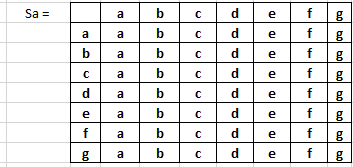 Sa = a b c d e f g
a a b c d e f g
b a b c d e f g
c a b c d e f g
d a b c d e f g
e a b c d e f g
f a b c d e f g
g a b c d e f g